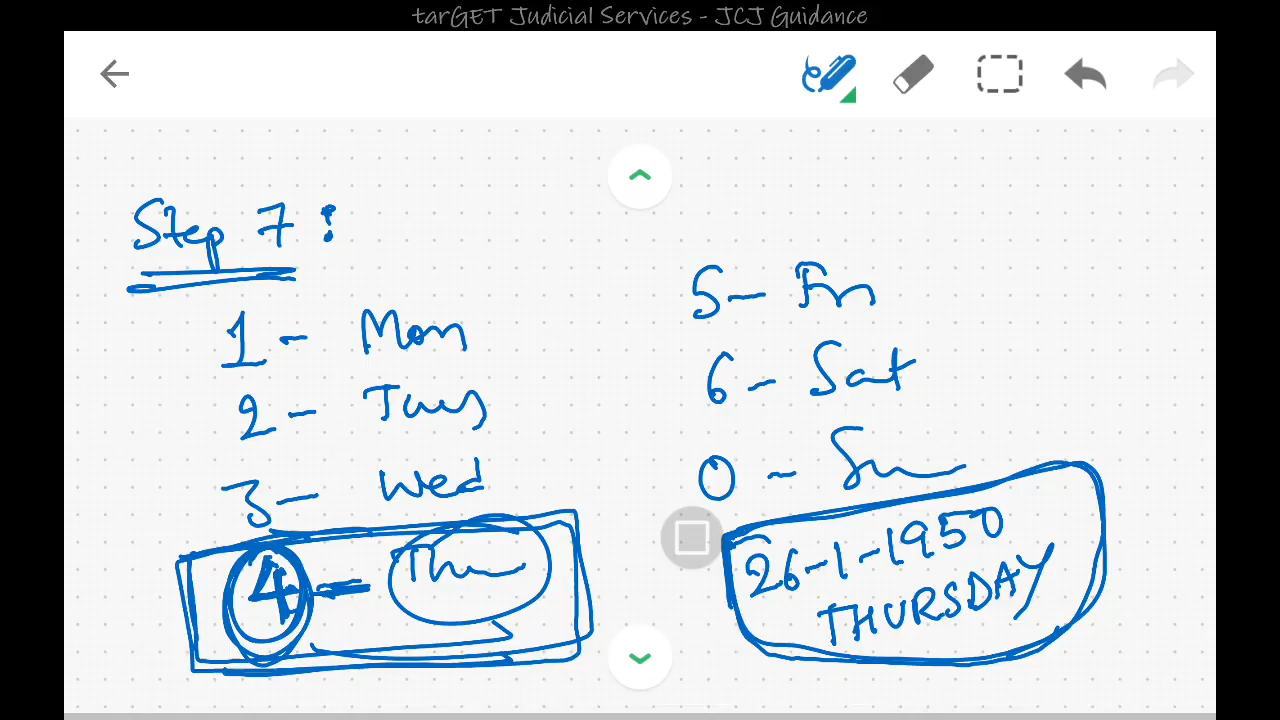 tarGET Judicial Services - JCJ Guidance
Step 7:
1 - Mon
2 - Tues
3 - Wed
4 - Thu
5 - Fri
6 - Sat
0 - Sun
26-1-1950
THURSDAY